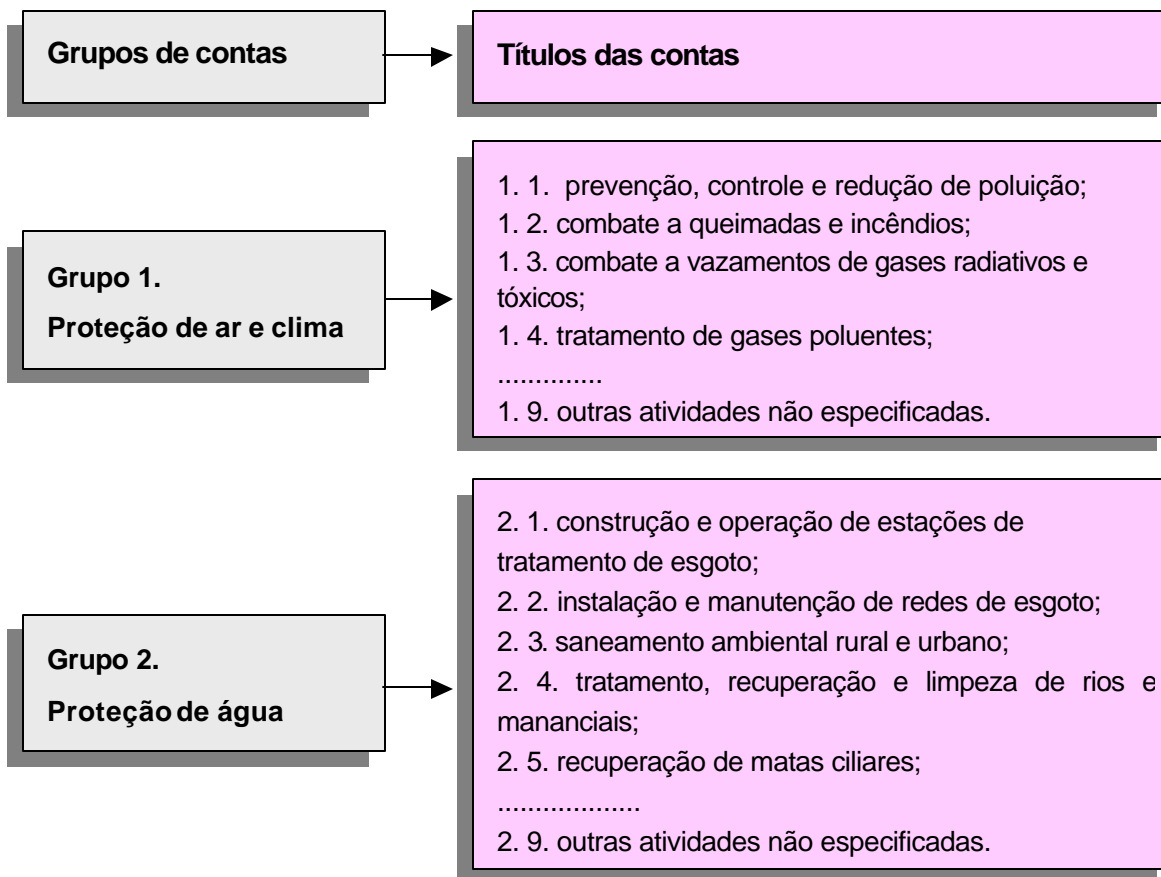 Grupos de contas
Títulos das contas
Grupo 1.
Proteção de ar e clima
1. 1. prevenção, controle e redução de poluição;
1. 2. combate a queimadas e incêndios;
1. 3. combate a vazamentos de gases radiativos e
tóxicos;
1. 4. tratamento de gases poluentes;
..............
1. 9. outras atividades não especificadas.
Grupo 2.
Proteção de água
2. 1. construção e operação de estações de
tratamento de esgoto;
2. 2. instalação e manutenção de redes de esgoto;
2. 3. saneamento ambiental rural e urbano;
2. 4. tratamento, recuperação e limpeza de rios e
mananciais;
2. 5. recuperação de matas ciliares;
...................
2. 9. outras atividades não especificadas.